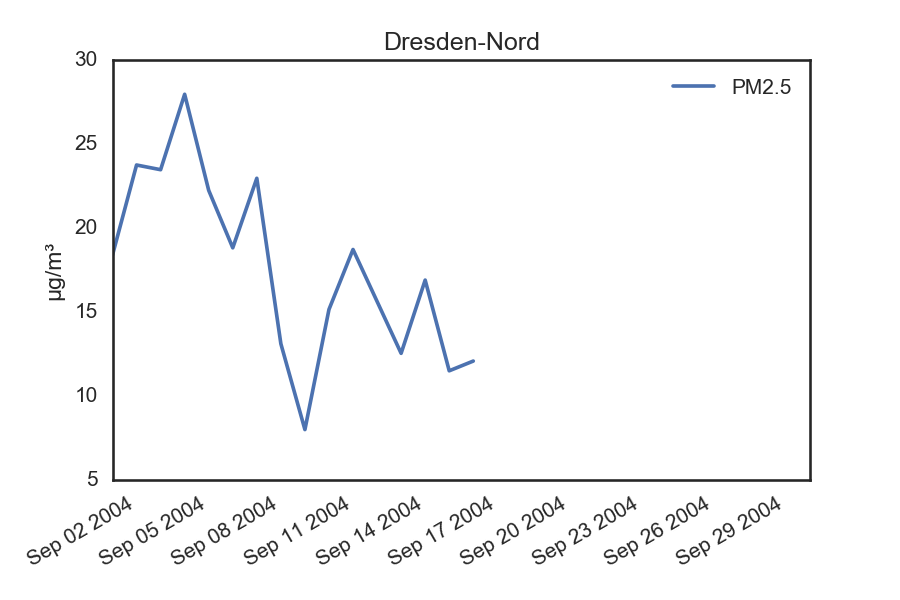 Dresden-Nord
30
25
20
15
10
5
µg/m³
PM2.5
Sep 02 2004
Sep 05 2004
Sep 08 2004
Sep 11 2004
Sep 14 2004
Sep 17 2004
Sep 20 2004
Sep 23 2004
Sep 26 2004
Sep 29 2004